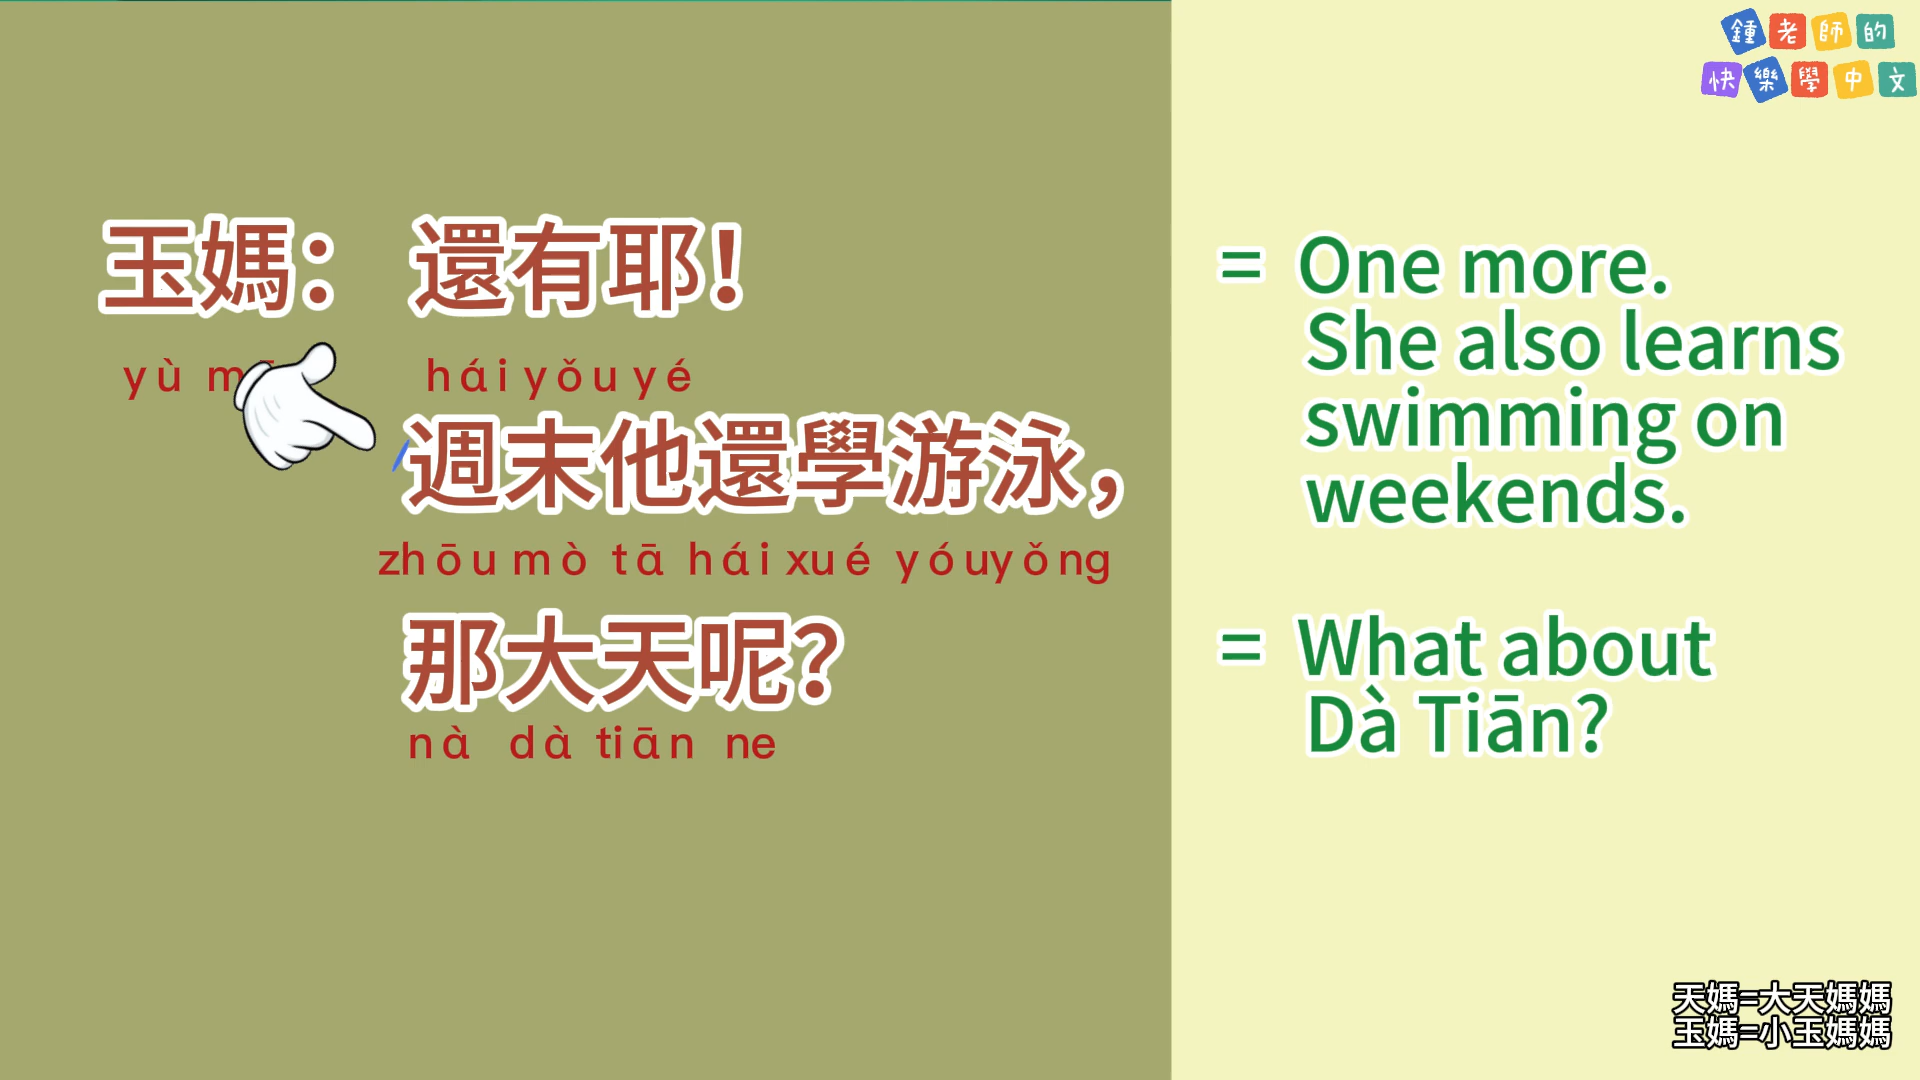 鍾老師的
快樂學中文
玉媽： 還有耶！
yù háiyǒuyé
週末他還學游泳，
zhōumò tā hái xué yóuyǒng
那大天呢？
nà dà tiān ne
= One more.
She also learns
swimming on
weekends.
= What about
Dà Tiān?
天媽=大天媽媽
玉媽=小玉媽媽